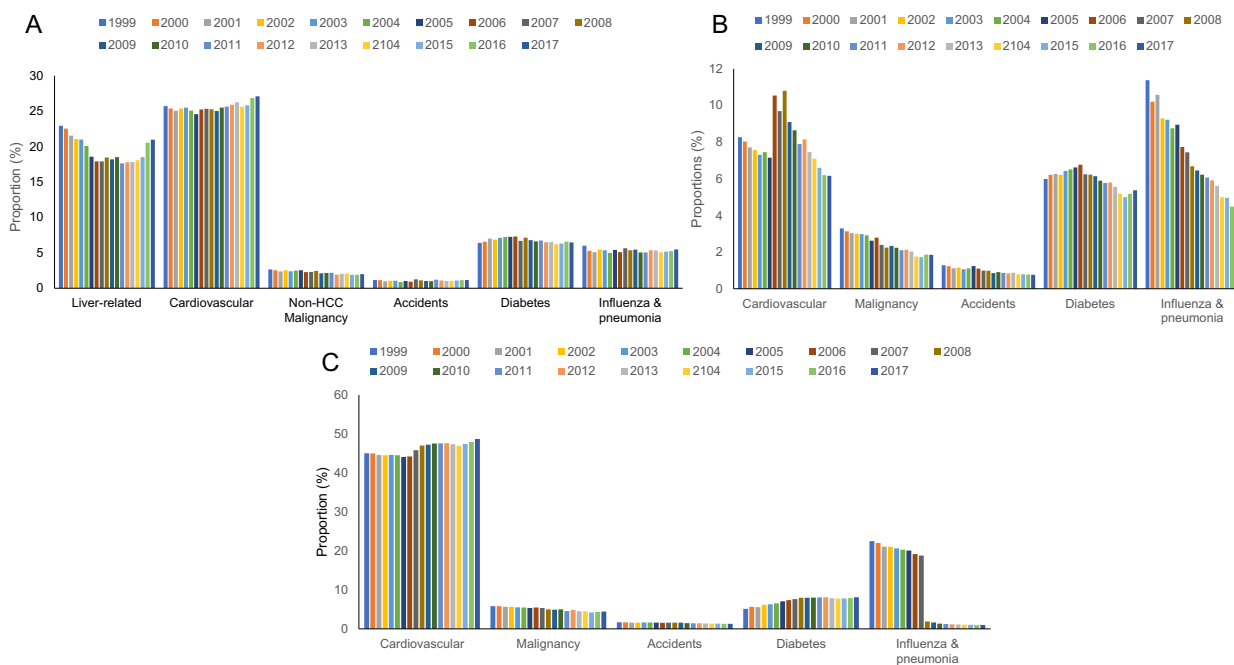 A
1999 2000 2001 2002 2003 2004 2005 2006 2007 2008
2009 2010 2011 2012 2013 2104 2015 2016 2017
Proportion (%)
30
25
20
15
10
5
0
Liver-related Cardiovascular Non-HCC Malignancy Accidents Diabetes Influenza & pneumonia
B
1999 2000 2001 2002 2003 2004 2005 2006 2007 2008
2009 2010 2011 2012 2013 2104 2015 2016 2017
Proportions (%)
12
10
8
6
4
2
0
Cardiovascular Malignancy Accidents Diabetes Influenza & pneumonia
C
1999 2000 2001 2002 2003 2004 2005 2006 2007 2008
2009 2010 2011 2012 2013 2104 2015 2016 2017
Proportion (%)
60
50
40
30
20
10
0
Cardiovascular Malignancy Accidents Diabetes Influenza & pneumonia